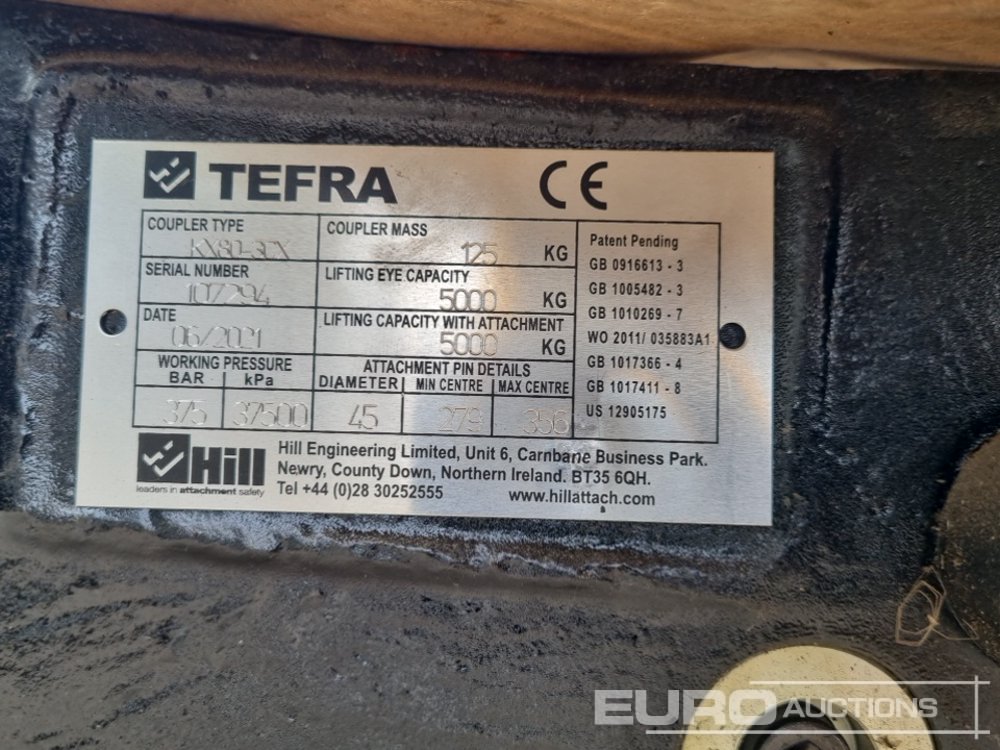 TEFRA CE
COUPLER TYPE
KX80-3CX
SERIAL NUMBER
107294
DATE
06/2021
WORKING PRESSURE
BAR kPa
375 37500
COUPLER MASS
125 KG
LIFTING EYE CAPACITY
5000 KG
LIFTING CAPACITY WITH ATTACHMENT
5000 KG
ATTACHMENT PIN DETAILS
DIAMETER MIN CENTRE MAX CENTRE
45 279 356
Patent Pending
GB 0916613 - 3
GB 1005482 - 3
GB 1010269 - 7
WO 2011/ 035883A1
GB 1017366 - 4
GB 1017411 - 8
US 12905175
Hill
leaders in attachment safety
Hill Engineering Limited, Unit 6, Carnbane Business Park.
Newry, County Down, Northern Ireland. BT35 6QH.
Tel +44 (0)28 30252555 www.hillattach.com
EURO AUCTIONS